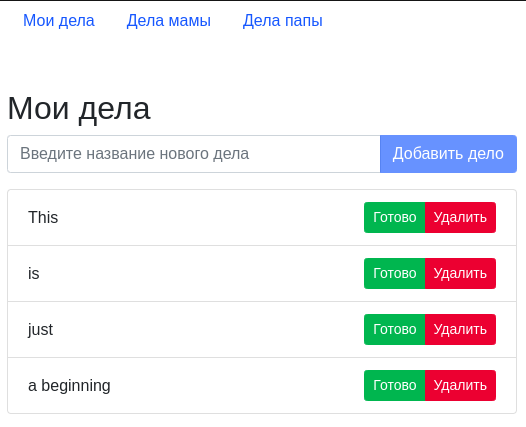 Мои дела Дела мамы Дела папы
Мои дела
Введите название нового дела Добавить дело
This Готово Удалить
is Готово Удалить
just Готово Удалить
a beginning Готово Удалить